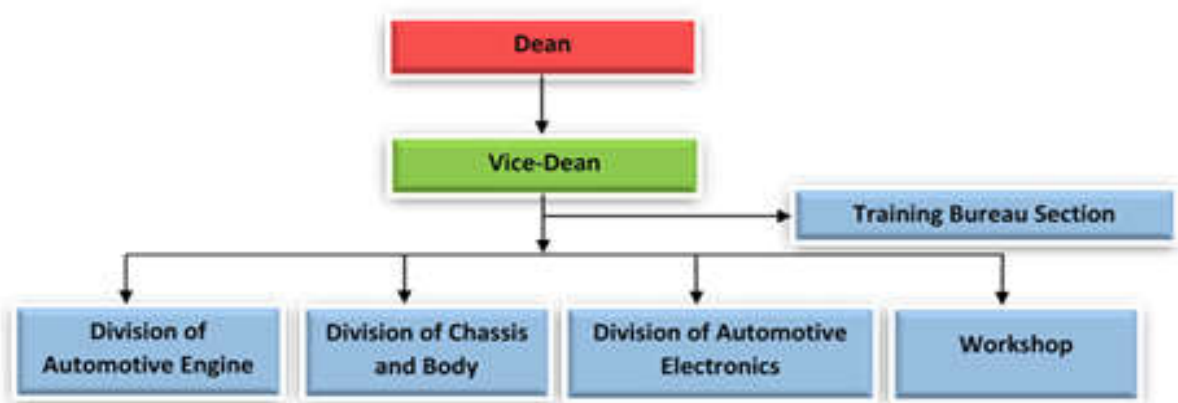 Dean
Vice-Dean
Training Bureau Section
Division of
Automotive Engine
Division of Chassis
and Body
Division of Automotive
Electronics
Workshop